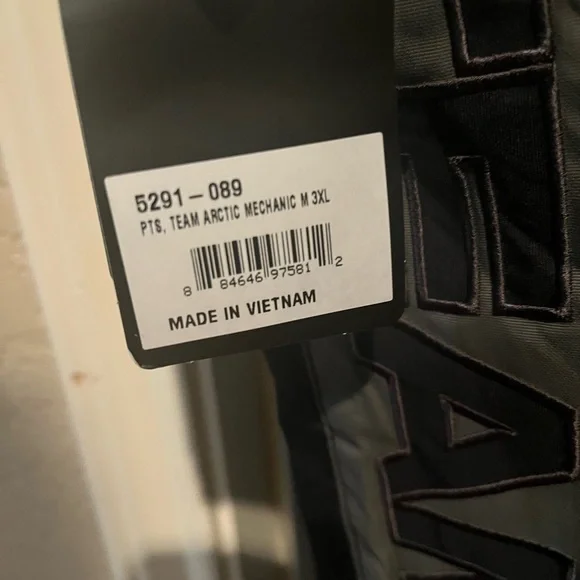 5291-089
PTS, TEAM ARCTIC MECHANIC M 3XL
8 84646 97581 2
MADE IN VIETNAM